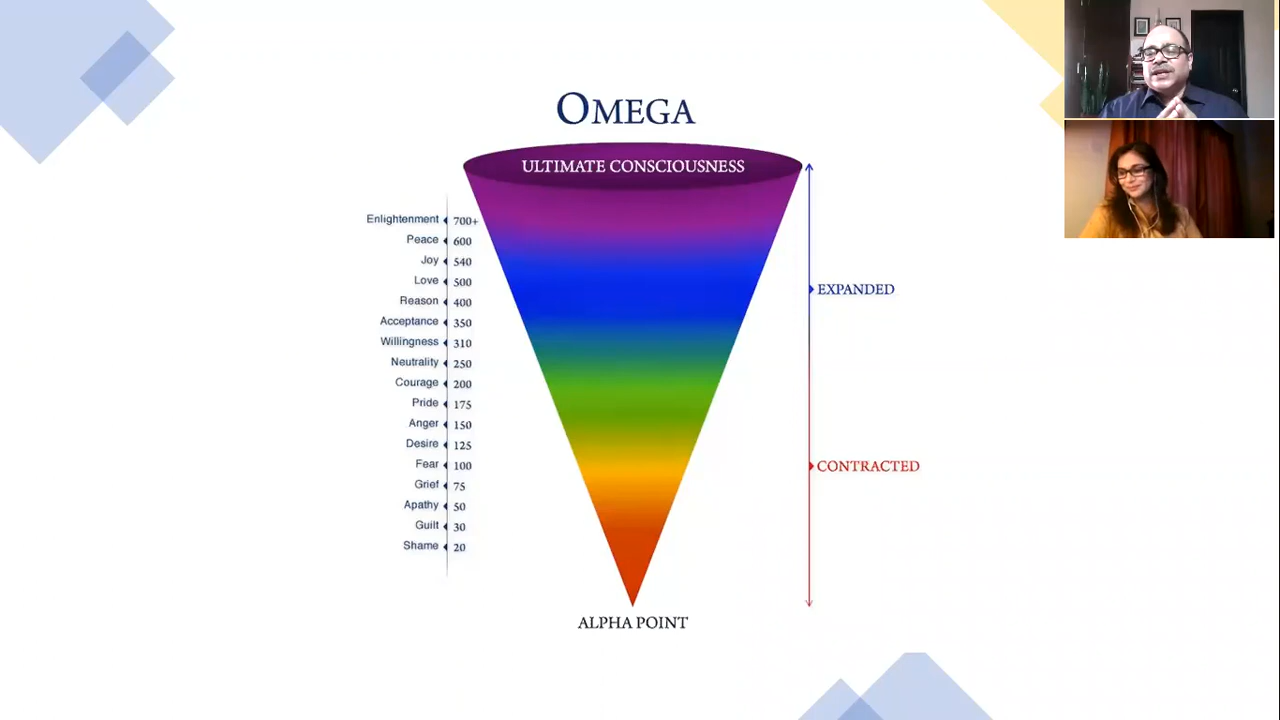 OMEGA
ULTIMATE CONSCIOUSNESS
Enlightenment 700+
Peace 600
Joy 540
Love 500
Reason 400
Acceptance 350
Willingness 310
Neutrality 250
Courage 200
Pride 175
Anger 150
Desire 125
Fear 100
Grief 75
Apathy 50
Guilt 30
Shame 20
EXPANDED
CONTRACTED
ALPHA POINT